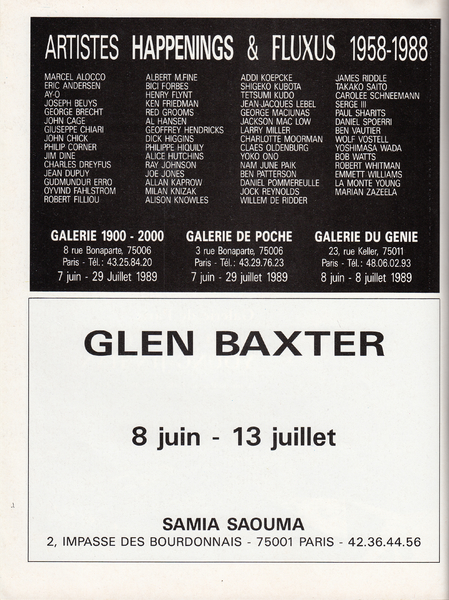 ARTISTES HAPPENINGS & FLUXUS 1958-1988
MARCEL ALOCCO
ERIC ANDERSEN
AY-O
JOSEPH BEUYS
GEORGE BRECHT
JOHN CAGE
GIUSEPPE CHIARI
JOHN CHICK
PHILIP CORNER
JIM DINE
CHARLES DREYFUS
JEAN DUPUY
GUDMUNDUR ERRO
OYVIND FAHLSTROM
ROBERT FILLIOU
ALBERT M.FINE
BICI FORBES
HENRY FLYNT
KEN FRIEDMAN
RED GROOMS
AL HANSEN
GEOFFREY HENDRICKS
DICK HIGGINS
PHILIPPE HIQUILY
ALICE HUTCHINS
RAY JOHNSON
JOE JONES
ALLAN KAPROW
MILAN KNIZAK
ALISON KNOWLES
ADDI KOEPCKE
SHIGEKO KUBOTA
TETSUMI KUDO
JEAN-JACQUES LEBEL
GEORGE MACIUNAS
JACKSON MAC LOW
LARRY MILLER
CHARLOTTE MOORMAN
CLAES OLDENBURG
YOKO ONO
NAM JUNE PAIK
BEN PATTERSON
DANIEL POMMEREULLE
JOCK REYNOLDS
WILLEM DE RIDDER
JAMES RIDDLE
TAKAKO SAITO
CAROLEE SCHNEEMANN
SERGE III
PAUL SHARITS
DANIEL SPOERRI
BEN VAUTIER
WOLF VOSTELL
YOSHIMASA WADA
BOB WATTS
ROBERT WHITMAN
EMMETT WILLIAMS
LA MONTE YOUNG
MARIAN ZAZEELA
GALERIE 1900 - 2000
8 rue Bonaparte, 75006
Paris - Tél.: 43.25.84.20
7 juin - 29 Juillet 1989
GALERIE DE POCHE
3 rue Bonaparte, 75006
Paris - Tél.: 43.29.76.23
7 juin - 29 juillet 1989
GALERIE DU GENIE
23, rue Keller, 75011
Paris - Tél.: 48.06.02.93
8 juin - 8 juillet 1989
GLEN BAXTER
8 juin - 13 juillet
SAMIA SAOUMA
2, IMPASSE DES BOURDONNAIS - 75001 PARIS - 42.36.44.56